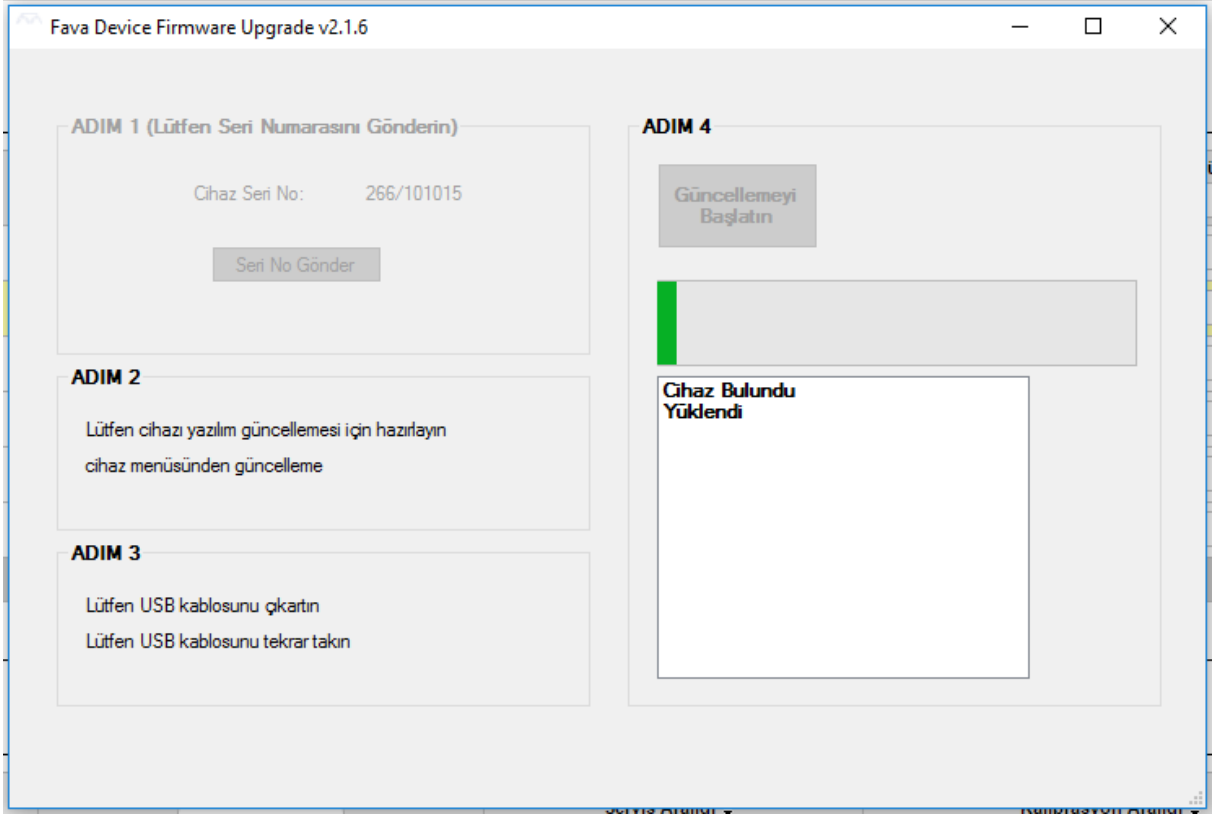 Fava Device Firmware Upgrade v2.1.6
ADIM 1 (Lütfen Seri Numarasını Gönderin)
Cihaz Seri No: 266/101015
Seri No Gönder
ADIM 2
Lütfen cihazı yazılım güncellemesi için hazırlayın
cihaz menüsünden güncelleme
ADIM 3
Lütfen USB kablosunu çıkartın
Lütfen USB kablosunu tekrar takın
ADIM 4
Güncellemeyi
Başlatın
Cihaz Bulundu
Yüklendi
Servis Aralığı
Kalibrasyon Aralığı